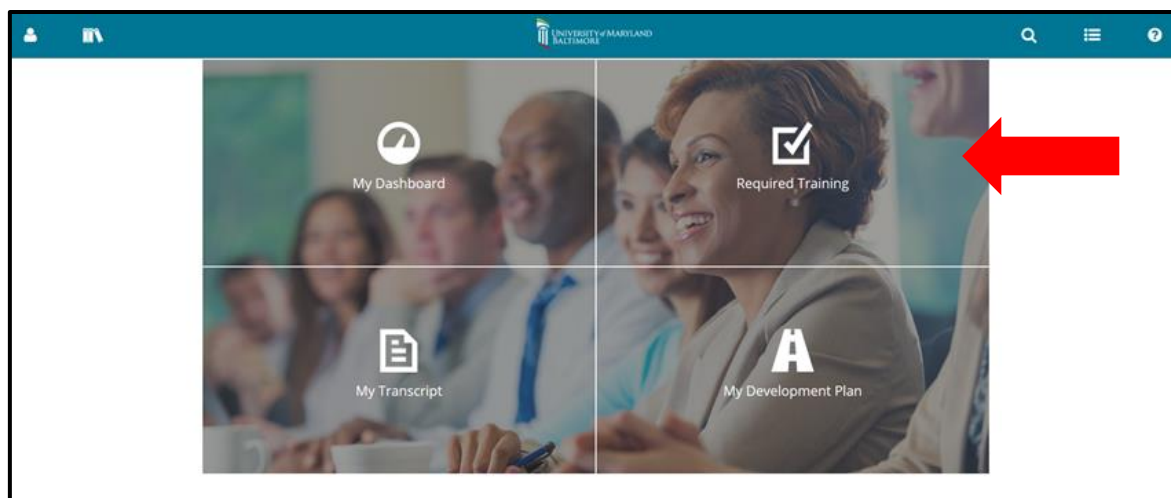 UNIVERSITY of MARYLAND
BALTIMORE
My Dashboard
Required Training
My Transcript
My Development Plan